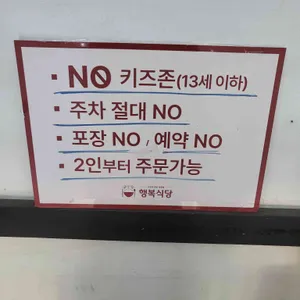 NO 키즈존(13세 이하)
주차 절대 NO
포장 NO, 예약 NO
2인부터 주문가능
행복식당